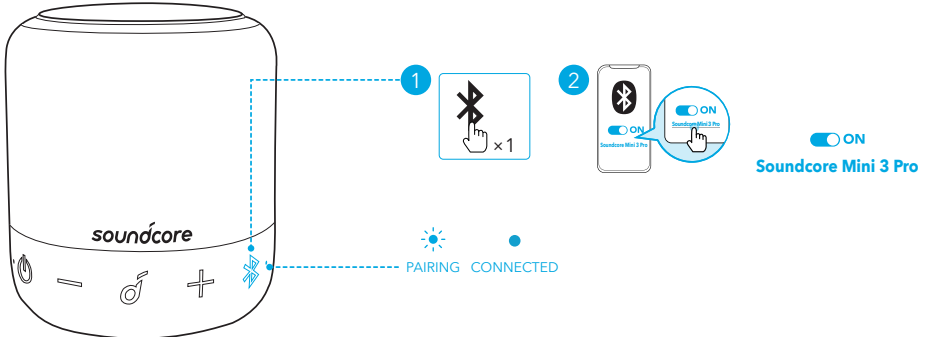 soundcore
1
×1
PAIRING CONNECTED
2
ON
Soundcore Mini 3 Pro
ON
Soundcore Mini 3 Pro
ON
Soundcore Mini 3 Pro